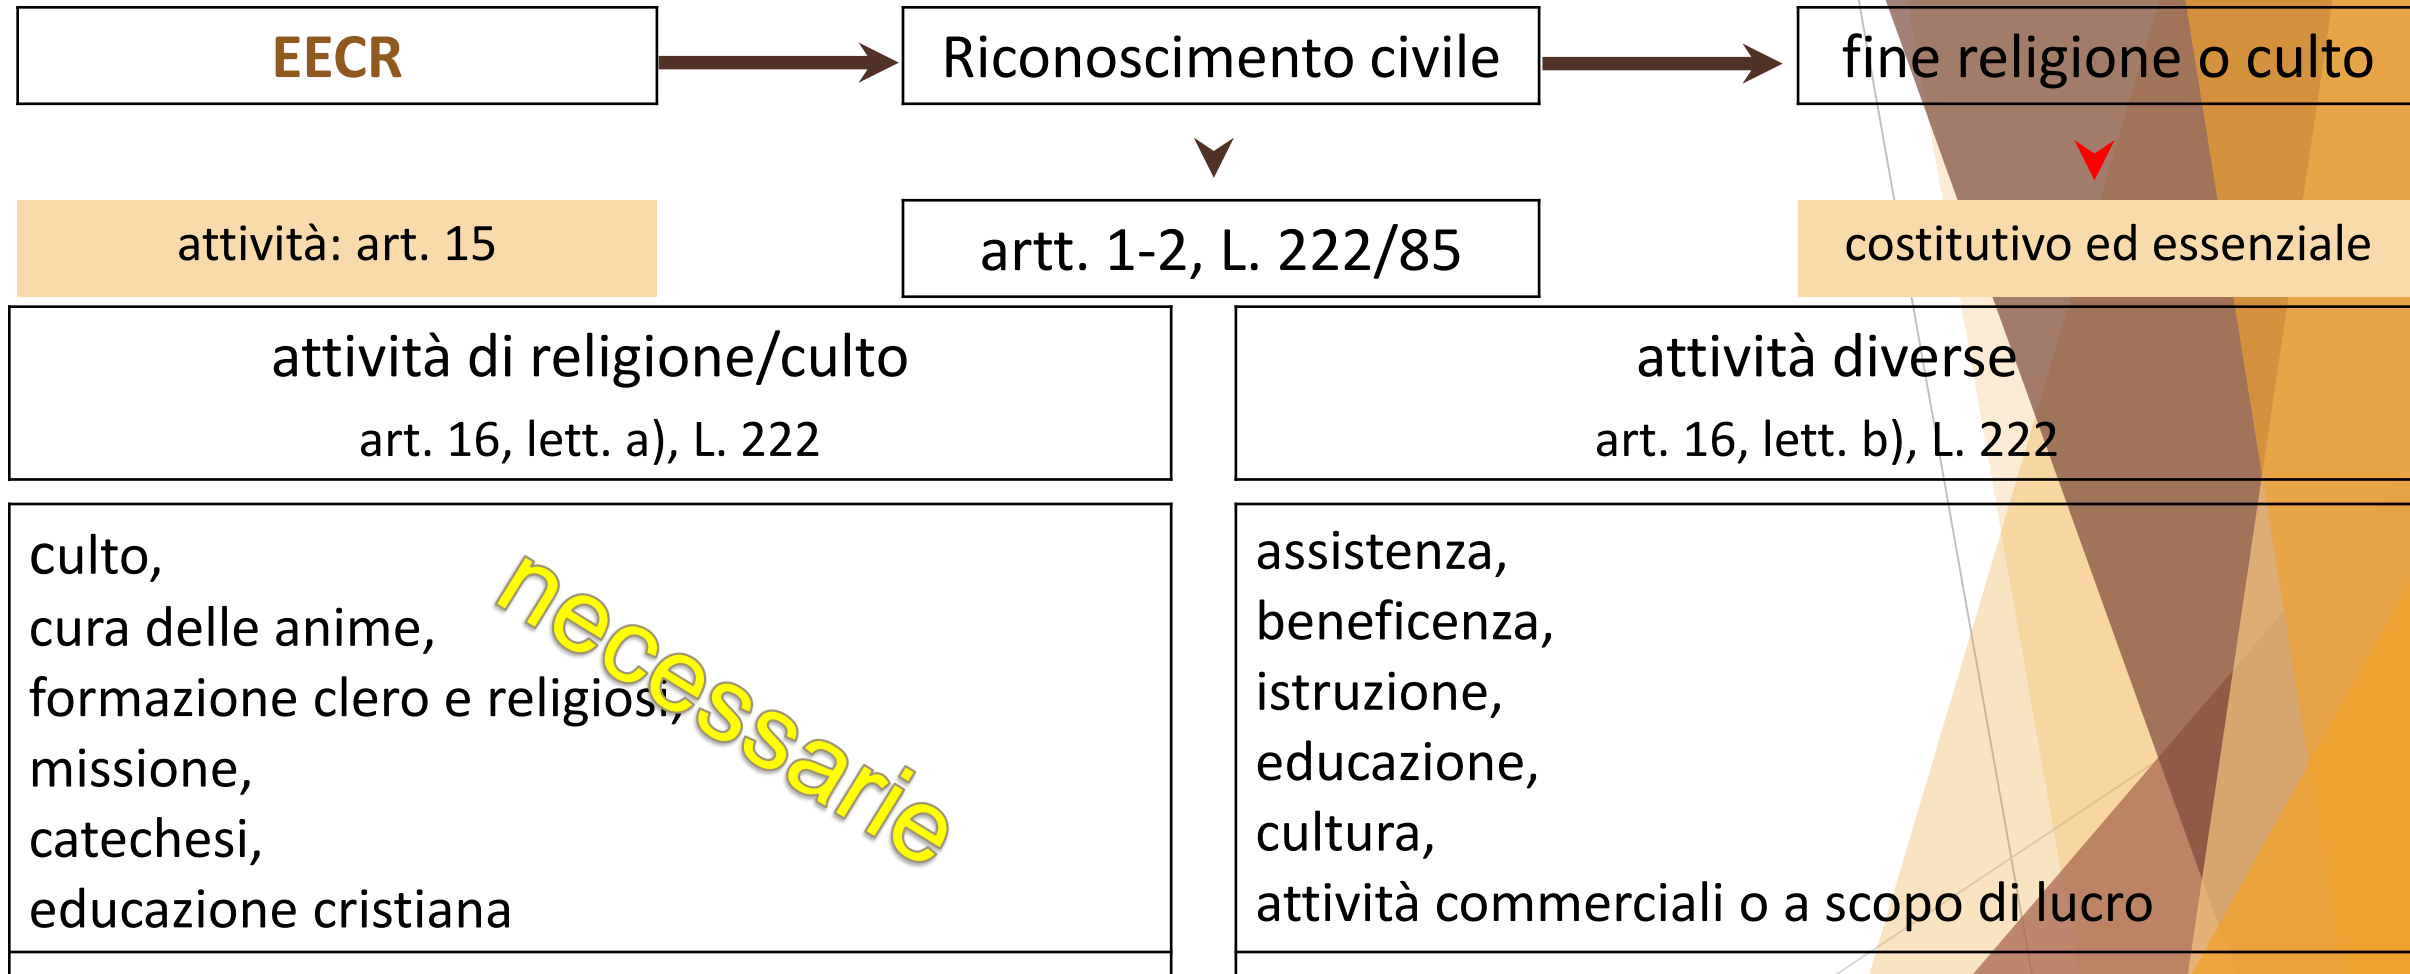 EECR
Riconoscimento civile
fine religione o culto
attività: art. 15
artt. 1-2, L. 222/85
costitutivo ed essenziale
attività di religione/culto
art. 16, lett. a), L. 222
attività diverse
art. 16, lett. b), L. 222
culto,
cura delle anime,
formazione clero e religiosi,
missione,
catechesi,
educazione cristiana
necessarie
assistenza,
beneficenza,
istruzione,
educazione,
cultura,
attività commerciali o a scopo di lucro